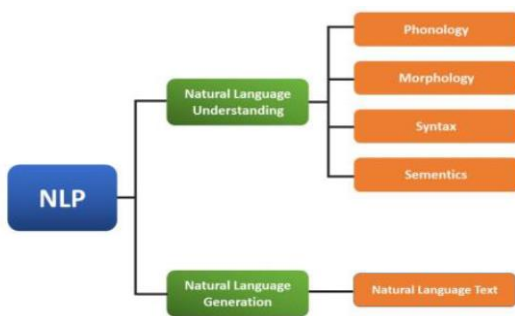 Phonology
Natural Language
Understanding
Morphology
Syntax
Sementics
NLP
Natural Language
Generation
Natural Language Text